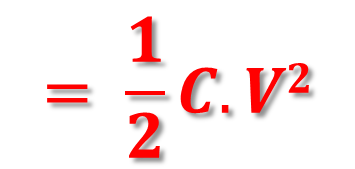 = 1/2 C.V²